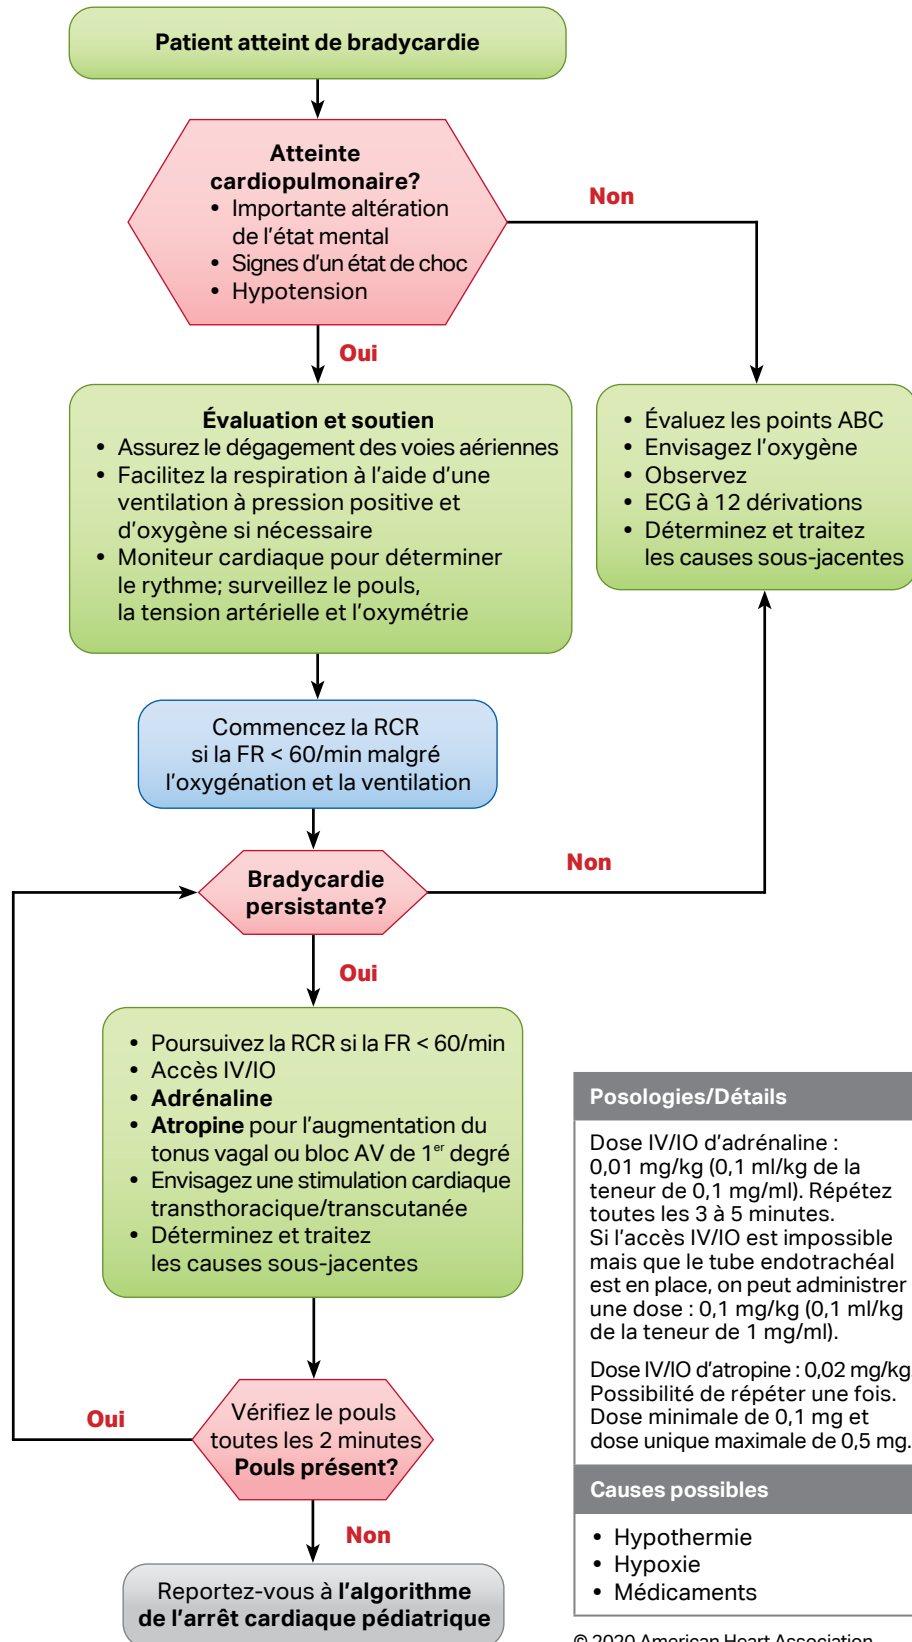 Patient atteint de bradycardie
Atteinte
cardiopulmonaire?
• Importante altération
de l'état mental
• Signes d'un état de choc
• Hypotension
Non
Oui
Évaluation et soutien
• Assurez le dégagement des voies aériennes
• Facilitez la respiration à l'aide d'une
ventilation à pression positive et
d'oxygène si nécessaire
• Moniteur cardiaque pour déterminer
le rythme; surveillez le pouls,
la tension artérielle et l'oxymétrie
• Évaluez les points ABC
• Envisagez l'oxygène
• Observez
• ECG à 12 dérivations
• Déterminez et traitez
les causes sous-jacentes
Commencez la RCR
si la FR < 60/min malgré
l'oxygénation et la ventilation
Bradycardie
persistante?
Non
Oui
• Poursuivez la RCR si la FR < 60/min
• Accès IV/IO
• Adrénaline
• Atropine pour l'augmentation du
tonus vagal ou bloc AV de 1er degré
• Envisagez une stimulation cardiaque
transthoracique/transcutanée
• Déterminez et traitez
les causes sous-jacentes
Vérifiez le pouls
toutes les 2 minutes
Pouls présent?
Oui
Non
Reportez-vous à l'algorithme
de l'arrêt cardiaque pédiatrique
Posologies/Détails
Dose IV/IO d'adrénaline :
0,01 mg/kg (0,1 ml/kg de la
teneur de 0,1 mg/ml). Répétez
toutes les 3 à 5 minutes.
Si l'accès IV/IO est impossible
mais que le tube endotrachéal
est en place, on peut administrer
une dose : 0,1 mg/kg (0,1 ml/kg
de la teneur de 1 mg/ml).
Dose IV/IO d'atropine : 0,02 mg/kg.
Possibilité de répéter une fois.
Dose minimale de 0,1 mg et
dose unique maximale de 0,5 mg.
Causes possibles
• Hypothermie
• Hypoxie
• Médicaments
© 2020 American Heart Association